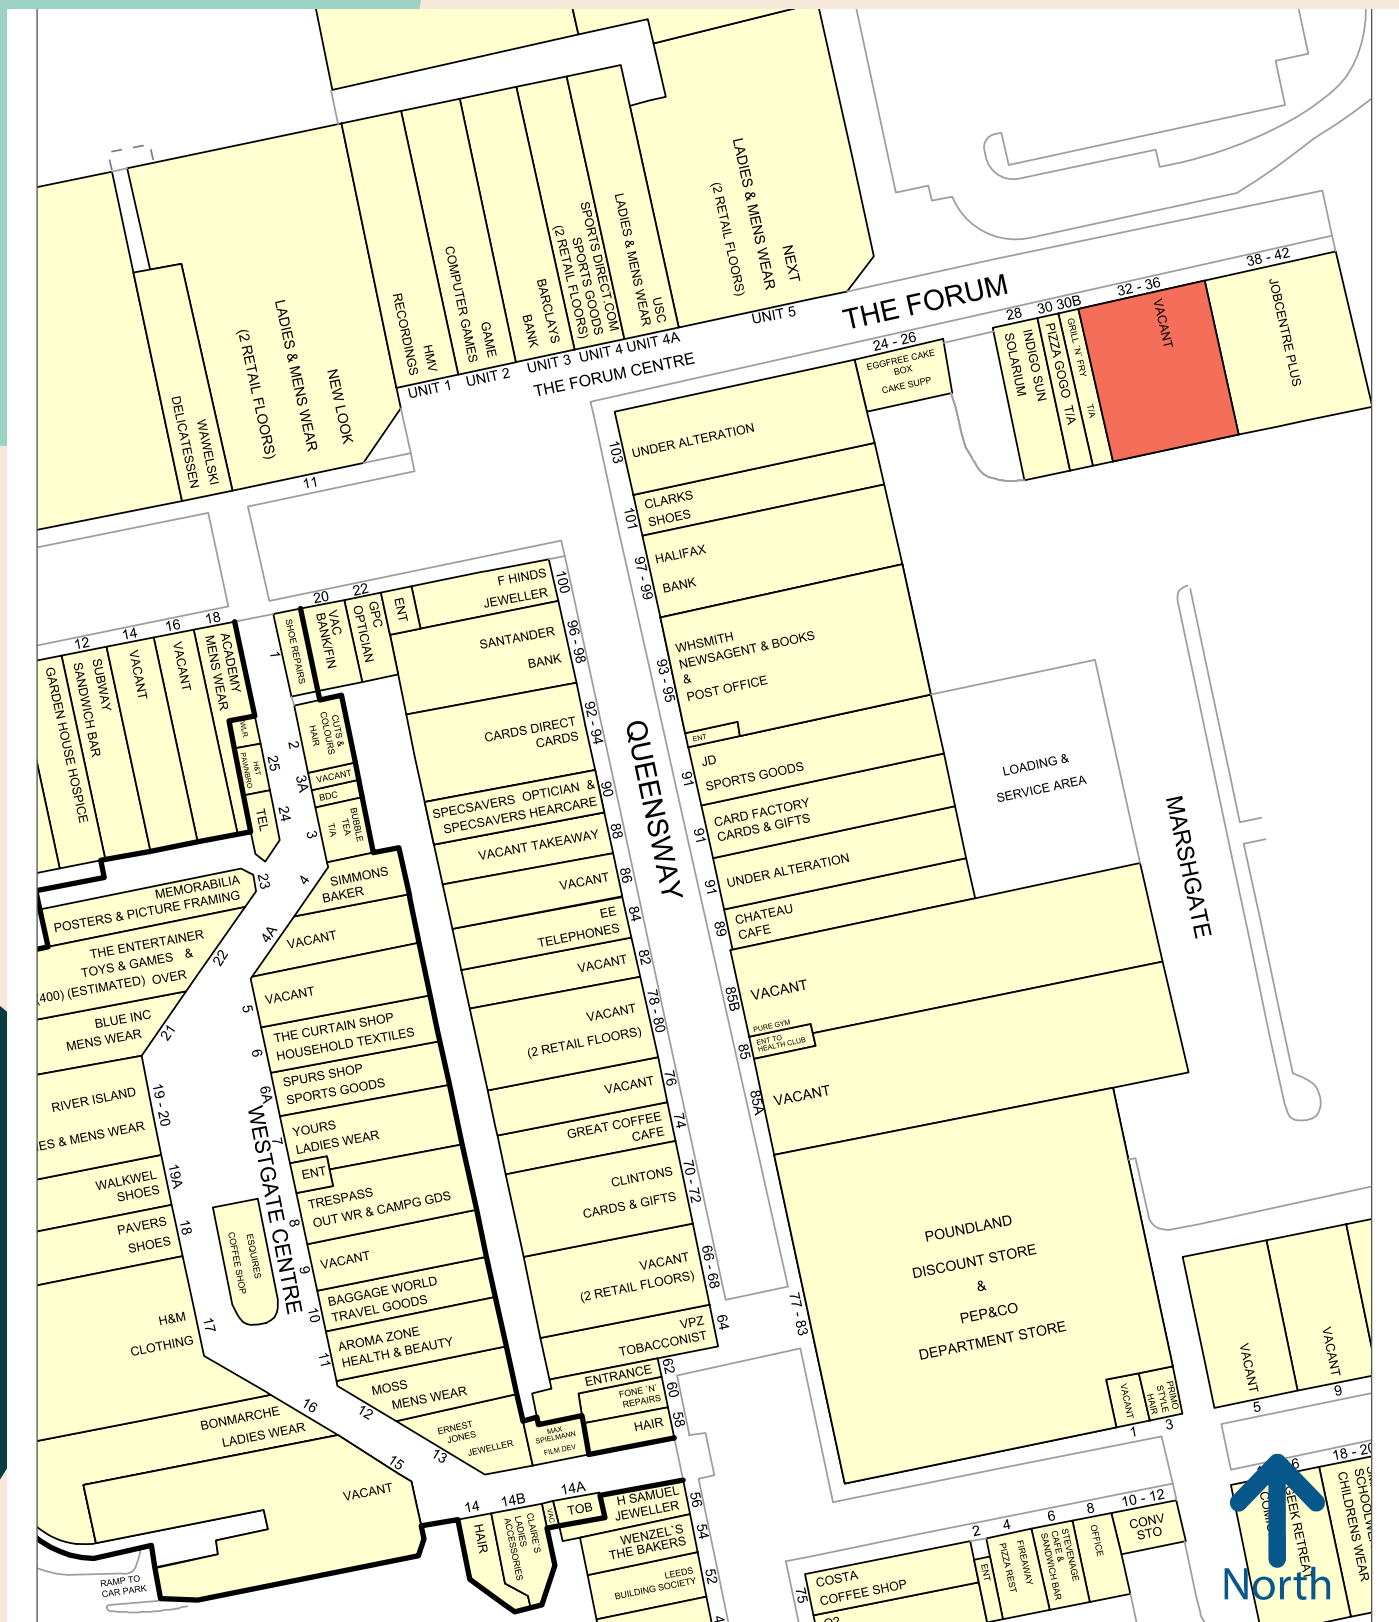 RECORDINGS
HMV
COMPUTER GAMES
GAME
BANK
BARCLAYS
(2 RETAIL FLOORS)
SPORTS GOODS
SPORTS DIRECT.COM
LADIES & MENS WEAR
USC
(2 RETAIL FLOORS)
LADIES & MENS WEAR
NEXT
UNIT 1
UNIT 2
UNIT 3
UNIT 4
UNIT 4A
UNIT 5
THE FORUM CENTRE
THE FORUM
DELICATESSEN
WAWELSKI
(2 RETAIL FLOORS)
LADIES & MENS WEAR
NEW LOOK
11
24 - 26
EGGFREE CAKE
BOX
CAKE SUPP
28
30
30B
32 - 36
38 - 42
SOLARIUM
INDIGO SUN
PIZZA GOGO T/A
GRILL 'N' FRY T/A
VACANT
JOBCENTRE PLUS
103
UNDER ALTERATION
101
CLARKS
SHOES
97 - 99
HALIFAX
BANK
93 - 95
WHSMITH
NEWSAGENT & BOOKS
&
POST OFFICE
ENT
91
JD
SPORTS GOODS
91
CARD FACTORY
CARDS & GIFTS
91
UNDER ALTERATION
89
CHATEAU
CAFE
85B
VACANT
PURE GYM
ENT TO
HEALTH CLUB
85
85A
VACANT
77 - 83
POUNDLAND
DISCOUNT STORE
&
PEP&CO
DEPARTMENT STORE
LOADING &
SERVICE AREA
MARSHGATE
QUEENSWAY
VACANT
PRIMO
STYLE
HAIR
1
3
VACANT
5
VACANT
9
12
14
16
18
GARDEN HOUSE HOSPICE
SANDWICH BAR
SUBWAY
VACANT
VACANT
MENS WEAR
ACADEMY
20
22
1
SHOE REPAIRS
VAC
BANK/FIN
GPC
OPTICIAN
ENT
F HINDS
JEWELLER
100
SANTANDER
BANK
96 - 98
CARDS DIRECT
CARDS
92 - 94
SPECSAVERS OPTICIAN &
SPECSAVERS HEARCARE
90
VACANT TAKEAWAY
88
VACANT
86
EE
TELEPHONES
84
VACANT
82
VACANT
(2 RETAIL FLOORS)
78 - 80
VACANT
76
GREAT COFFEE
CAFE
74
CLINTONS
CARDS & GIFTS
70 - 72
VACANT
(2 RETAIL FLOORS)
66 - 68
VPZ
TOBACCONIST
64
ENTRANCE
62
FONE 'N'
REPAIRS
60
HAIR
58
2
CUTS &
COLOURS
HAIR
3A
VACANT
BDC
3
BUBBLE
TEA
T/A
JWLR
25
H&T
PAWNBRO
24
TEL
23
MEMORABILIA
POSTERS & PICTURE FRAMING
22
THE ENTERTAINER
TOYS & GAMES &
,400) (ESTIMATED) OVER
21
BLUE INC
MENS WEAR
19 - 20
RIVER ISLAND
ES & MENS WEAR
19A
WALKWEL
SHOES
18
PAVERS
SHOES
17
H&M
CLOTHING
16
BONMARCHE
LADIES WEAR
15
VACANT
4
SIMMONS
BAKER
4A
VACANT
5
VACANT
6
THE CURTAIN SHOP
HOUSEHOLD TEXTILES
6A
SPURS SHOP
SPORTS GOODS
7
YOURS
LADIES WEAR
ENT
8
TRESPASS
OUT WR & CAMPG GDS
9
VACANT
10
BAGGAGE WORLD
TRAVEL GOODS
11
AROMA ZONE
HEALTH & BEAUTY
12
MOSS
MENS WEAR
13
ERNEST
JONES
JEWELLER
MAX
SPIELMANN
FILM DEV
WESTGATE CENTRE
ESQUIRES
COFFEE SHOP
14
HAIR
14B
CLAIRE'S
LADIES
ACCESSORIES
VAC
14A
TOB
H SAMUEL
JEWELLER
56
WENZEL'S
THE BAKERS
54
LEEDS
BUILDING SOCIETY
52
RAMP TO
CAR PARK
75
COSTA
COFFEE SHOP
O2
2
ENT
4
FIREAWAY
PIZZA REST
6
STEVENAGE
CAFE &
SANDWICH BAR
8
OFFICE
10 - 12
CONV
STO
GEEK RETREAT
18 - 20
CHILDRENS WEAR
North